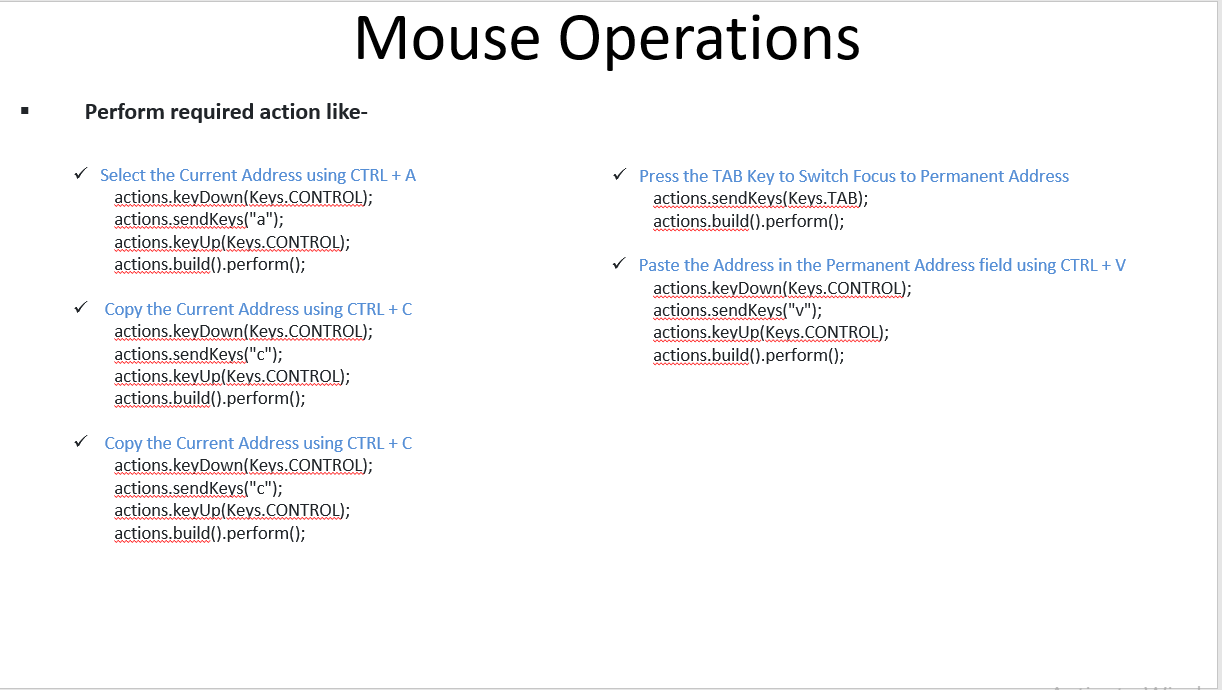 Mouse Operations
▪ Perform required action like-
✓ Select the Current Address using CTRL + A
actions.keyDown(Keys.CONTROL);
actions.sendKeys("a");
actions.keyUp(Keys.CONTROL);
actions.build().perform();
✓ Copy the Current Address using CTRL + C
actions.keyDown(Keys.CONTROL);
actions.sendKeys("c");
actions.keyUp(Keys.CONTROL);
actions.build().perform();
✓ Copy the Current Address using CTRL + C
actions.keyDown(Keys.CONTROL);
actions.sendKeys("c");
actions.keyUp(Keys.CONTROL);
actions.build().perform();
✓ Press the TAB Key to Switch Focus to Permanent Address
actions.sendKeys(Keys.TAB);
actions.build().perform();
✓ Paste the Address in the Permanent Address field using CTRL + V
actions.keyDown(Keys.CONTROL);
actions.sendKeys("v");
actions.keyUp(Keys.CONTROL);
actions.build().perform();